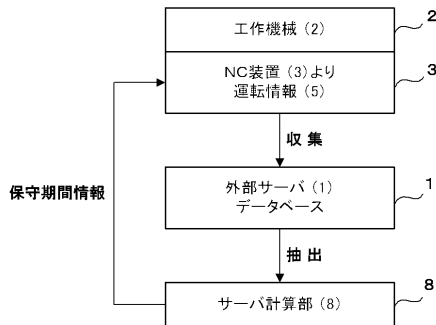 工作機械（2）
2
NC装置（3）より
運転情報（5）
3
収集
保守期間情報
外部サーバ（1）
データベース
1
抽出
サーバ計算部（8）
8